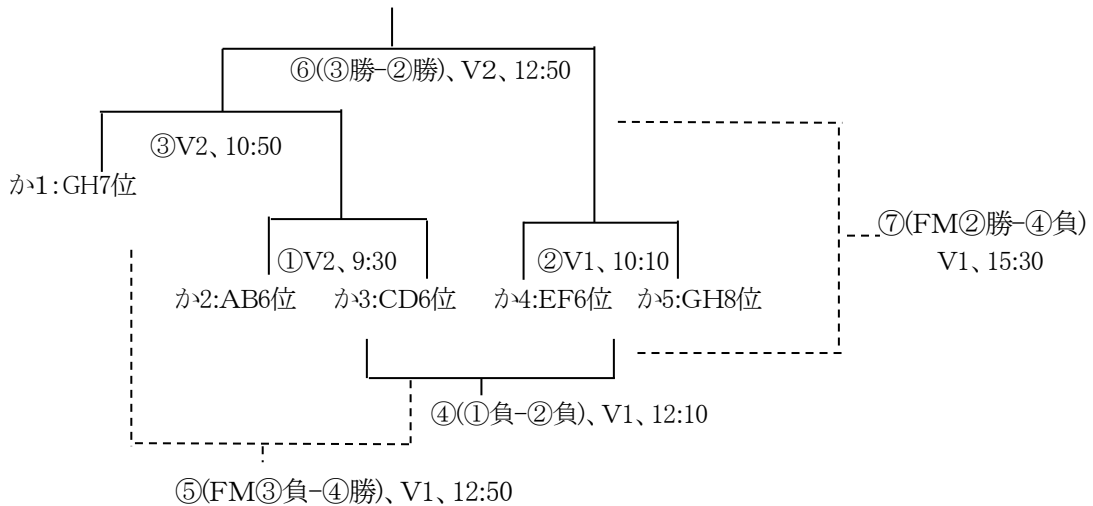 ⑥(③勝-②勝)、V2、12:50
③V2、10:50
か1:GH7位
⑦(FM②勝-④負)
V1、15:30
①V2、9:30
②V1、10:10
か2:AB6位
か3:CD6位
か4:EF6位
か5:GH8位
④(①負-②負)、V1、12:10
⑤(FM③負-④勝)、V1、12:50